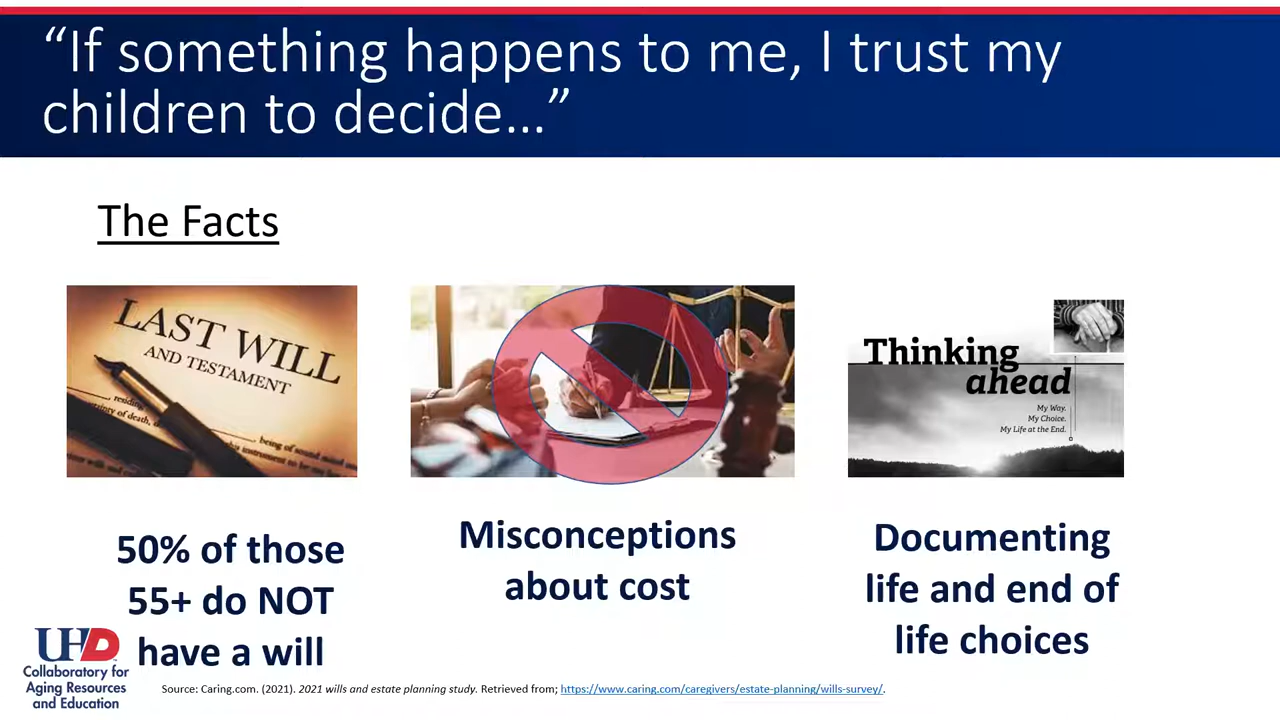 “If something happens to me, I trust my
children to decide…”
The Facts
LAST WILL
AND TESTAMENT
Thinking
ahead
My Way.
My Choice.
My Life at the End.
50% of those
55+ do NOT
have a will
Misconceptions
about cost
Documenting
life and end of
life choices
UHD
Collaboratory for
Aging Resources
and Education
Source: Caring.com. (2021). 2021 wills and estate planning study. Retrieved from; https://www.caring.com/caregivers/estate-planning/wills-survey/.